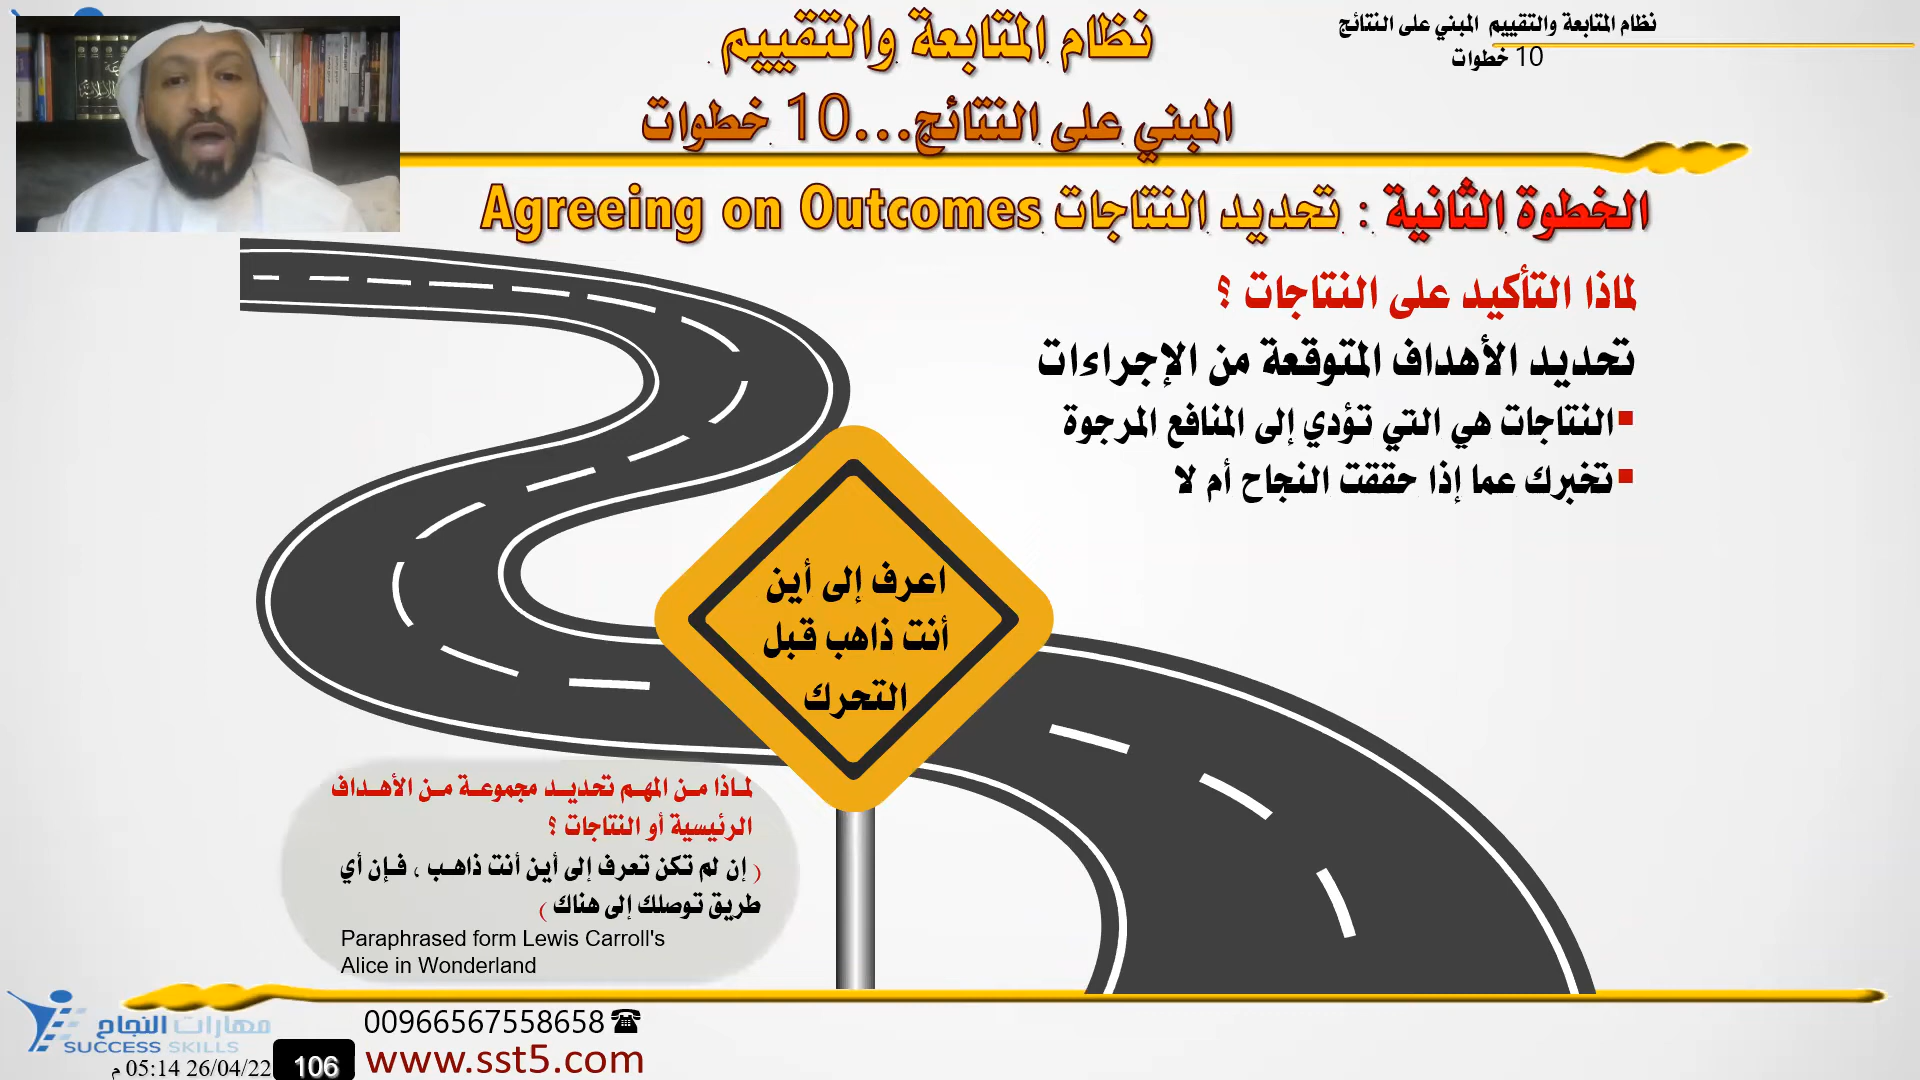 نظام المتابعة والتقييم المبني على النتائج
10 خطوات
نظام المتابعة والتقييم
المبني على النتائج...10 خطوات
الخطوة الثانية : تحديد النتاجات Agreeing on Outcomes
لماذا التأكيد على النتاجات ؟
تحديد الأهداف المتوقعة من الإجراءات
▪النتاجات هي التي تؤدي إلى المنافع المرجوة
▪تخبرك عما إذا حققت النجاح أم لا
اعرف إلى أين
أنت ذاهب قبل
التحرك
لماذا من المهم تحديد مجموعة من الأهداف
الرئيسية أو النتاجات ؟
( إن لم تكن تعرف إلى أين أنت ذاهب ، فإن أي
طريق توصلك إلى هناك )
Paraphrased form Lewis Carroll's
Alice in Wonderland
مهارات النجاح
SUCCESS SKILLS
00966567558658 ☎
www.sst5.com
26/04/22 05:14 م
106